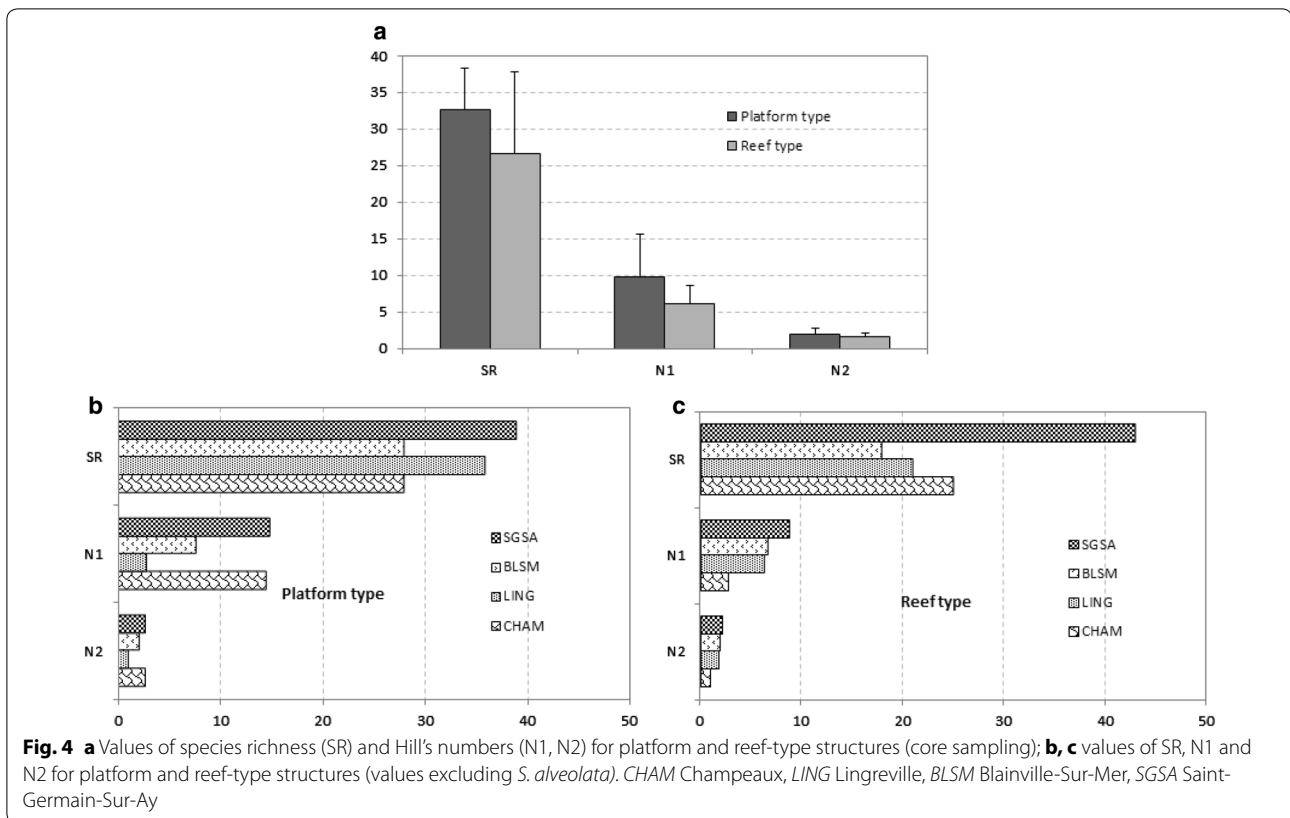 a
40
35
30
25
20
15
10
5
0
Platform type
Reef type
SR
N1
N2
b
SR
N1
N2
SGSA
BLSM
LING
CHAM
Platform type
0
10
20
30
40
50
c
SR
N1
N2
SGSA
BLSM
LING
CHAM
Reef type
0
10
20
30
40
50
Fig. 4 a Values of species richness (SR) and Hill's numbers (N1, N2) for platform and reef-type structures (core sampling); b, c values of SR, N1 and
N2 for platform and reef-type structures (values excluding S. alveolata). CHAM Champeaux, LING Lingreville, BLSM Blainville-Sur-Mer, SGSA Saint-
Germain-Sur-Ay